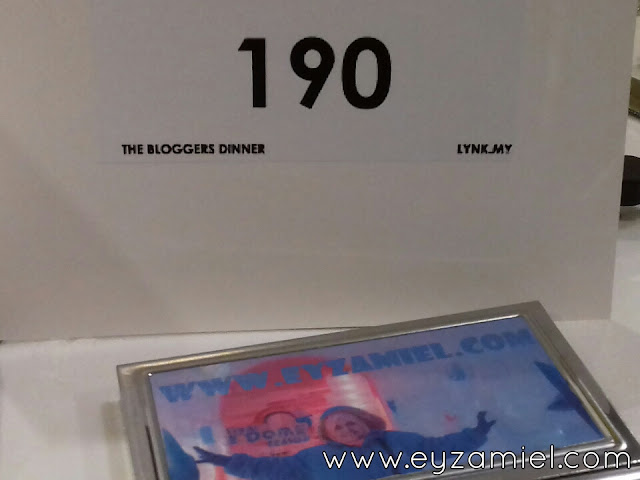 190
THE BLOGGERS DINNER LYNK.MY
WWW.EYZAMIEL.COM
www.eyzamiel.com